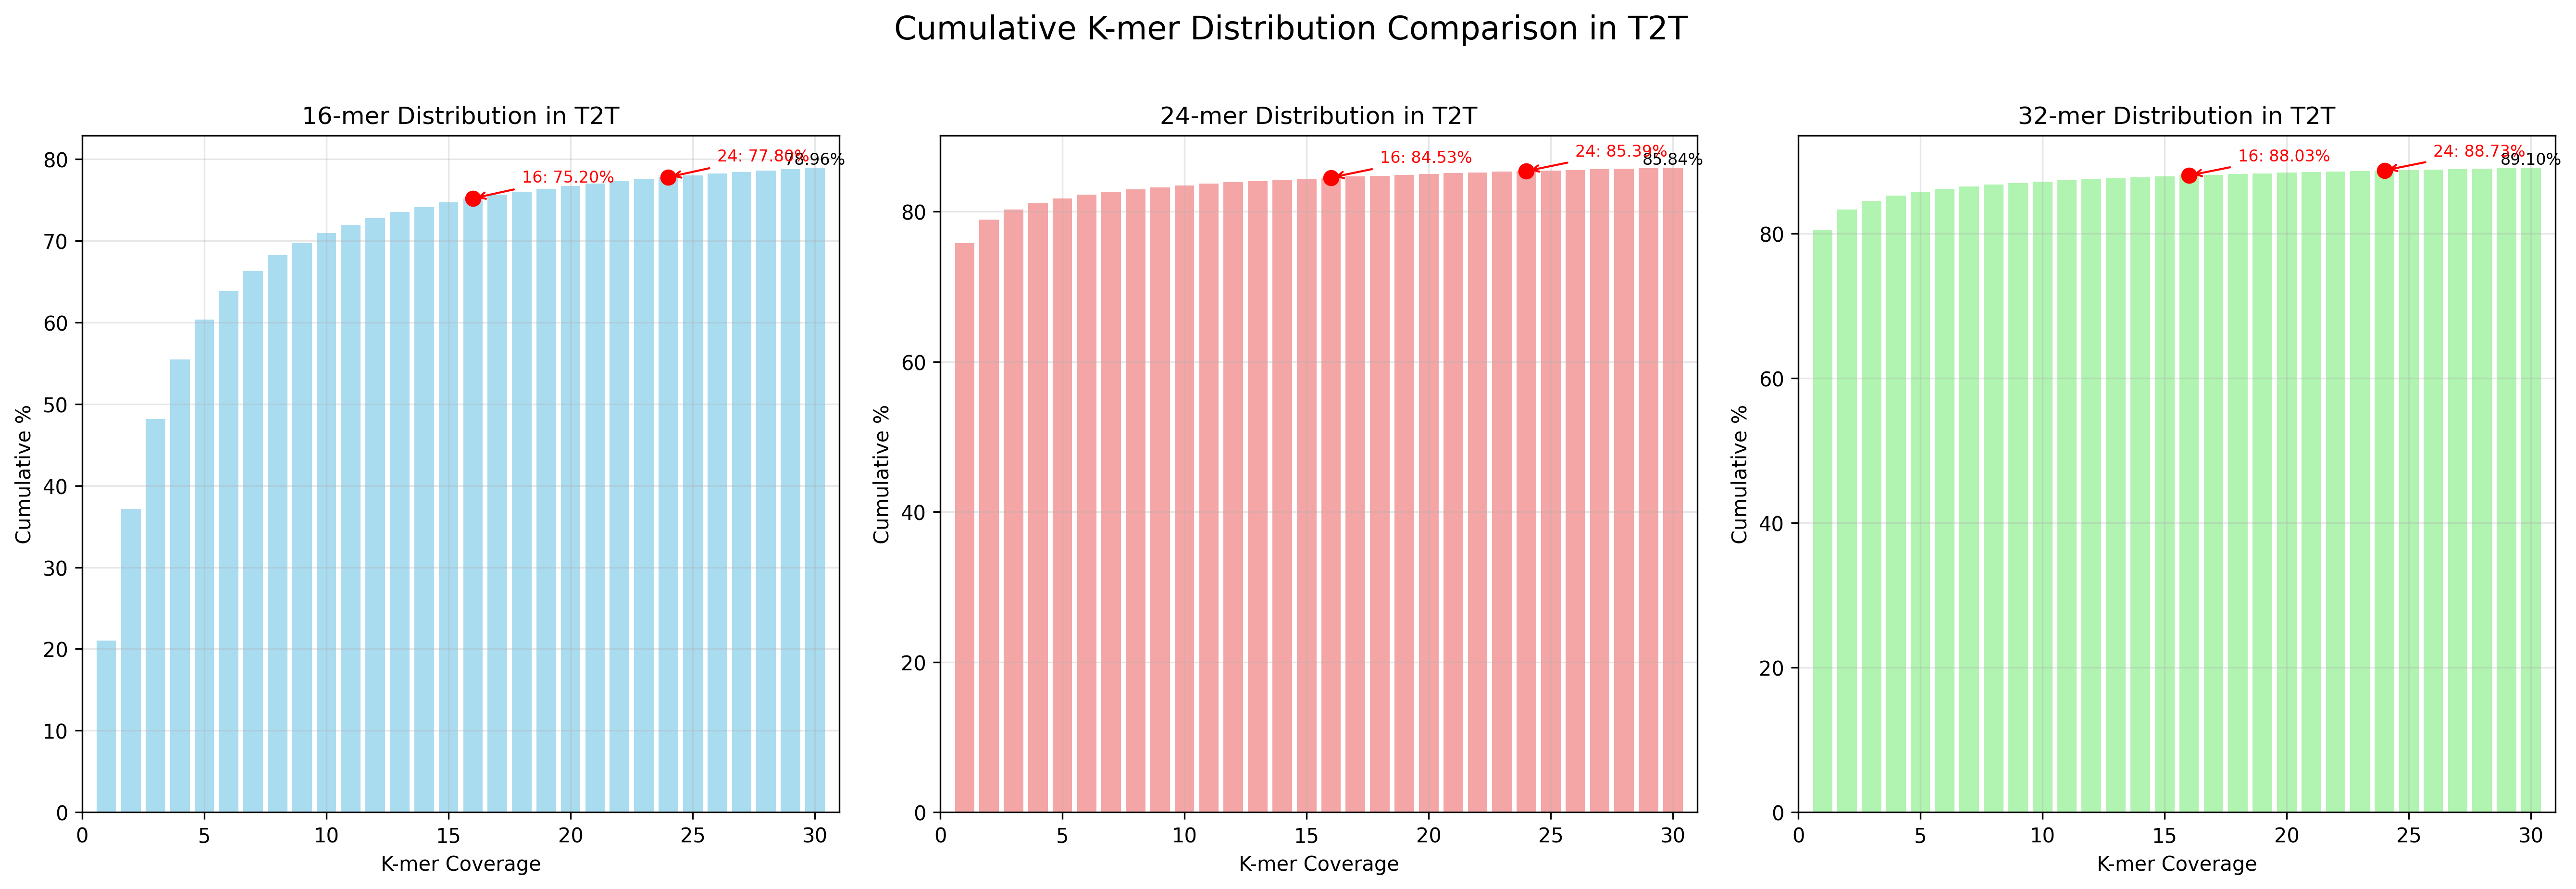 Cumulative K-mer Distribution Comparison in T2T
16-mer Distribution in T2T
80
70
60
50
40
30
20
10
0
Cumulative %
16: 75.20%
24: 77.80%
78.96%
0 5 10 15 20 25 30
K-mer Coverage
24-mer Distribution in T2T
80
60
40
20
0
Cumulative %
16: 84.53%
24: 85.39%
85.84%
0 5 10 15 20 25 30
K-mer Coverage
32-mer Distribution in T2T
80
60
40
20
0
Cumulative %
16: 88.03%
24: 88.73%
89.10%
0 5 10 15 20 25 30
K-mer Coverage